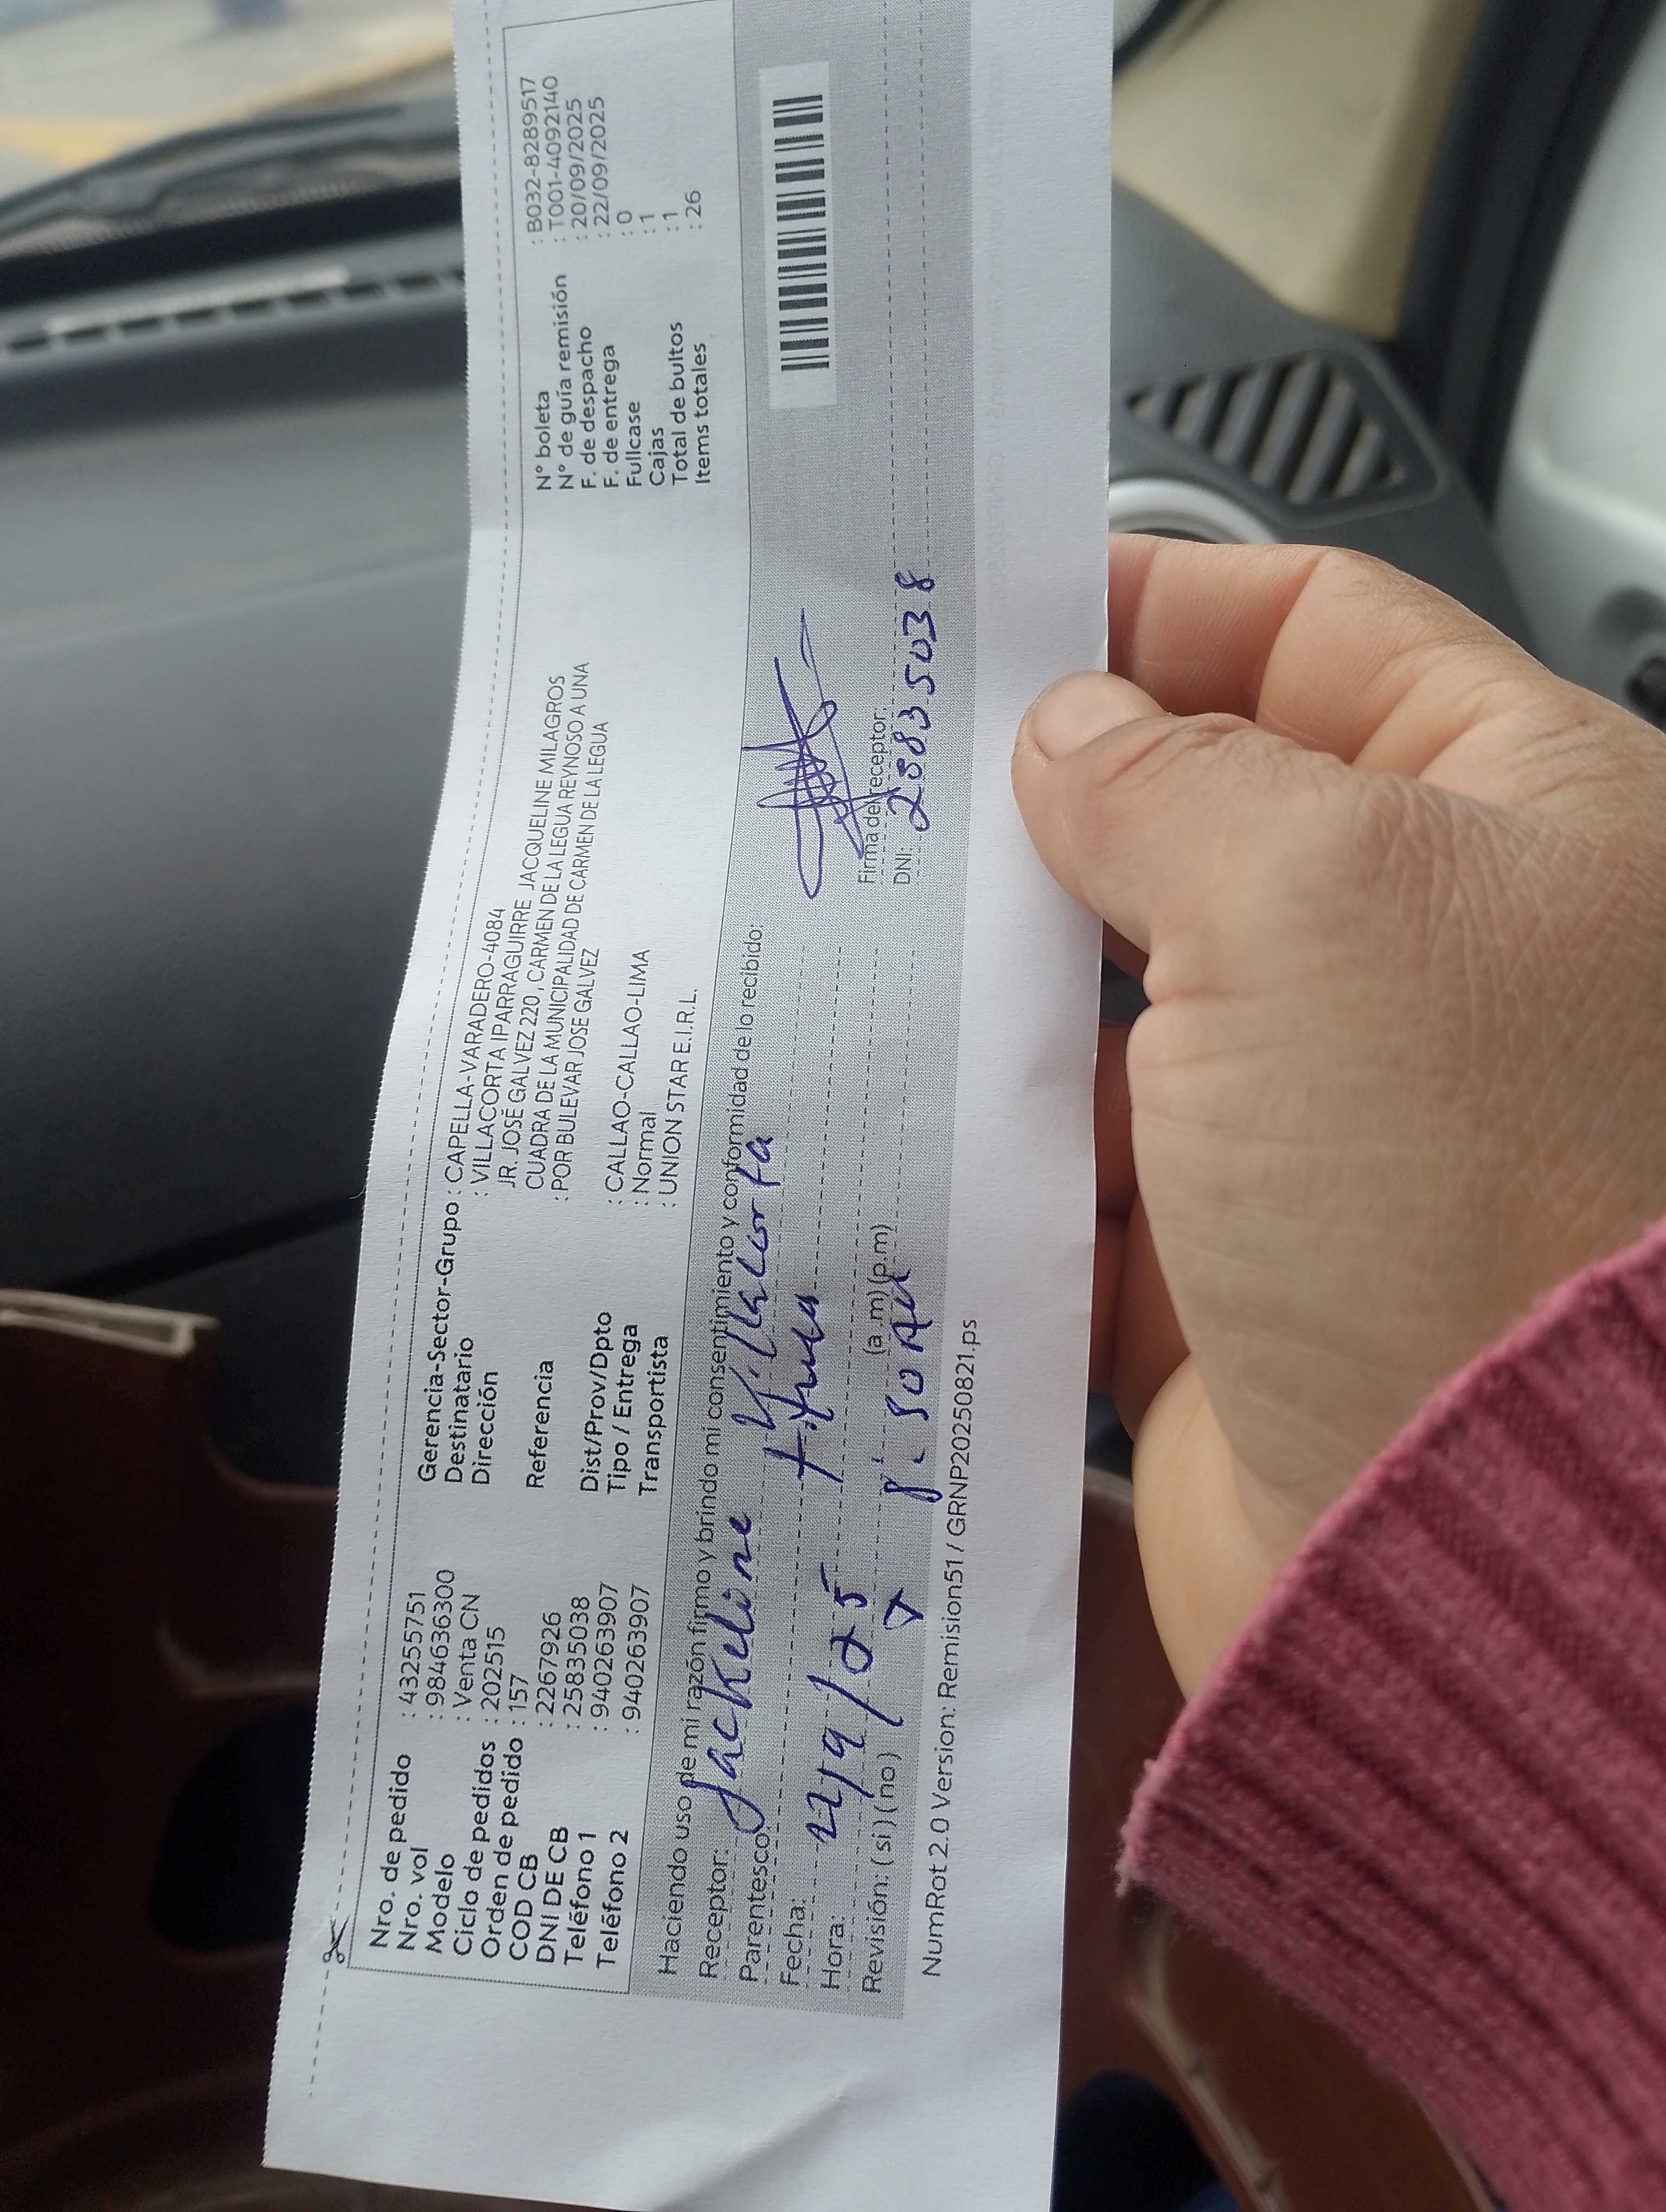 Nro. de pedido : 43255751
Nro. vol : 984636300
Modelo : Venta CN
Ciclo de pedidos : 202515
Orden de pedido : 157
COD CB : 2267926
DNI DE CB : 25835038
Teléfono 1 : 940263907
Teléfono 2 : 940263907
Gerencia-Sector-Grupo : CAPELLA-VARADERO-4084
Destinatario : VILLACORTA IPARRAGUIRRE JACQUELINE MILAGROS
Dirección JR. JOSÉ GALVEZ 220 , CARMEN DE LA LEGUA REYNOSO A UNA
CUADRA DE LA MUNICIPALIDAD DE CARMEN DE LA LEGUA
Referencia : POR BULEVAR JOSE GALVEZ
Dist/Prov/Dpto : CALLAO-CALLAO-LIMA
Tipo / Entrega : Normal
Transportista : UNION STAR E.I.R.L.
N° boleta : B032-8289517
N° de guía remisión : T001-4092140
F. de despacho : 20/09/2025
F. de entrega : 22/09/2025
Fullcase : 0
Cajas : 1
Total de bultos : 1
Items totales : 26
Haciendo uso de mi razón firmo y brindo mi consentimiento y conformidad de lo recibido:
Receptor: Jackeline Villacorta
Parentesco: titular
Fecha: 22/9/25
Hora: (a.m) (p.m)
Revisión: (si) (no)
Firma del receptor:
DNI: 25835038
NumRot 2.0 Version: Remision51 / GRNP20250821.ps